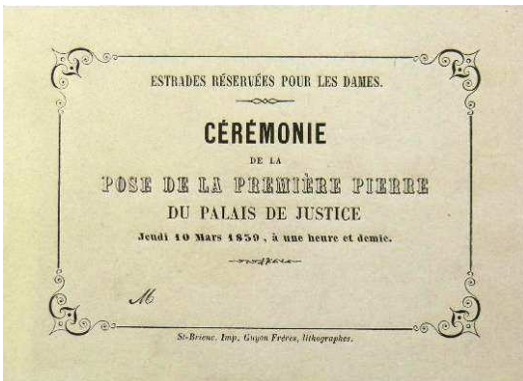 ESTRADES RÉSERVÉES POUR LES DAMES.
CÉRÉMONIE
DE LA
POSE DE LA PREMIÈRE PIERRE
DU PALAIS DE JUSTICE
Jeudi 10 Mars 1859, à une heure et demie.
M
St-Brieuc. Imp. Guyon Frères, lithographes.